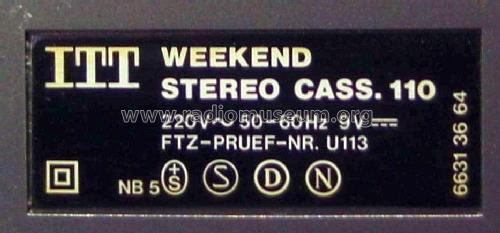 ITT WEEKEND
STEREO CASS. 110
220V~50-60Hz 9V⎓
FTZ-PRUEF-NR. U113
NB 5 ±S S D N
6631 36 64
www.radiomuseum.org